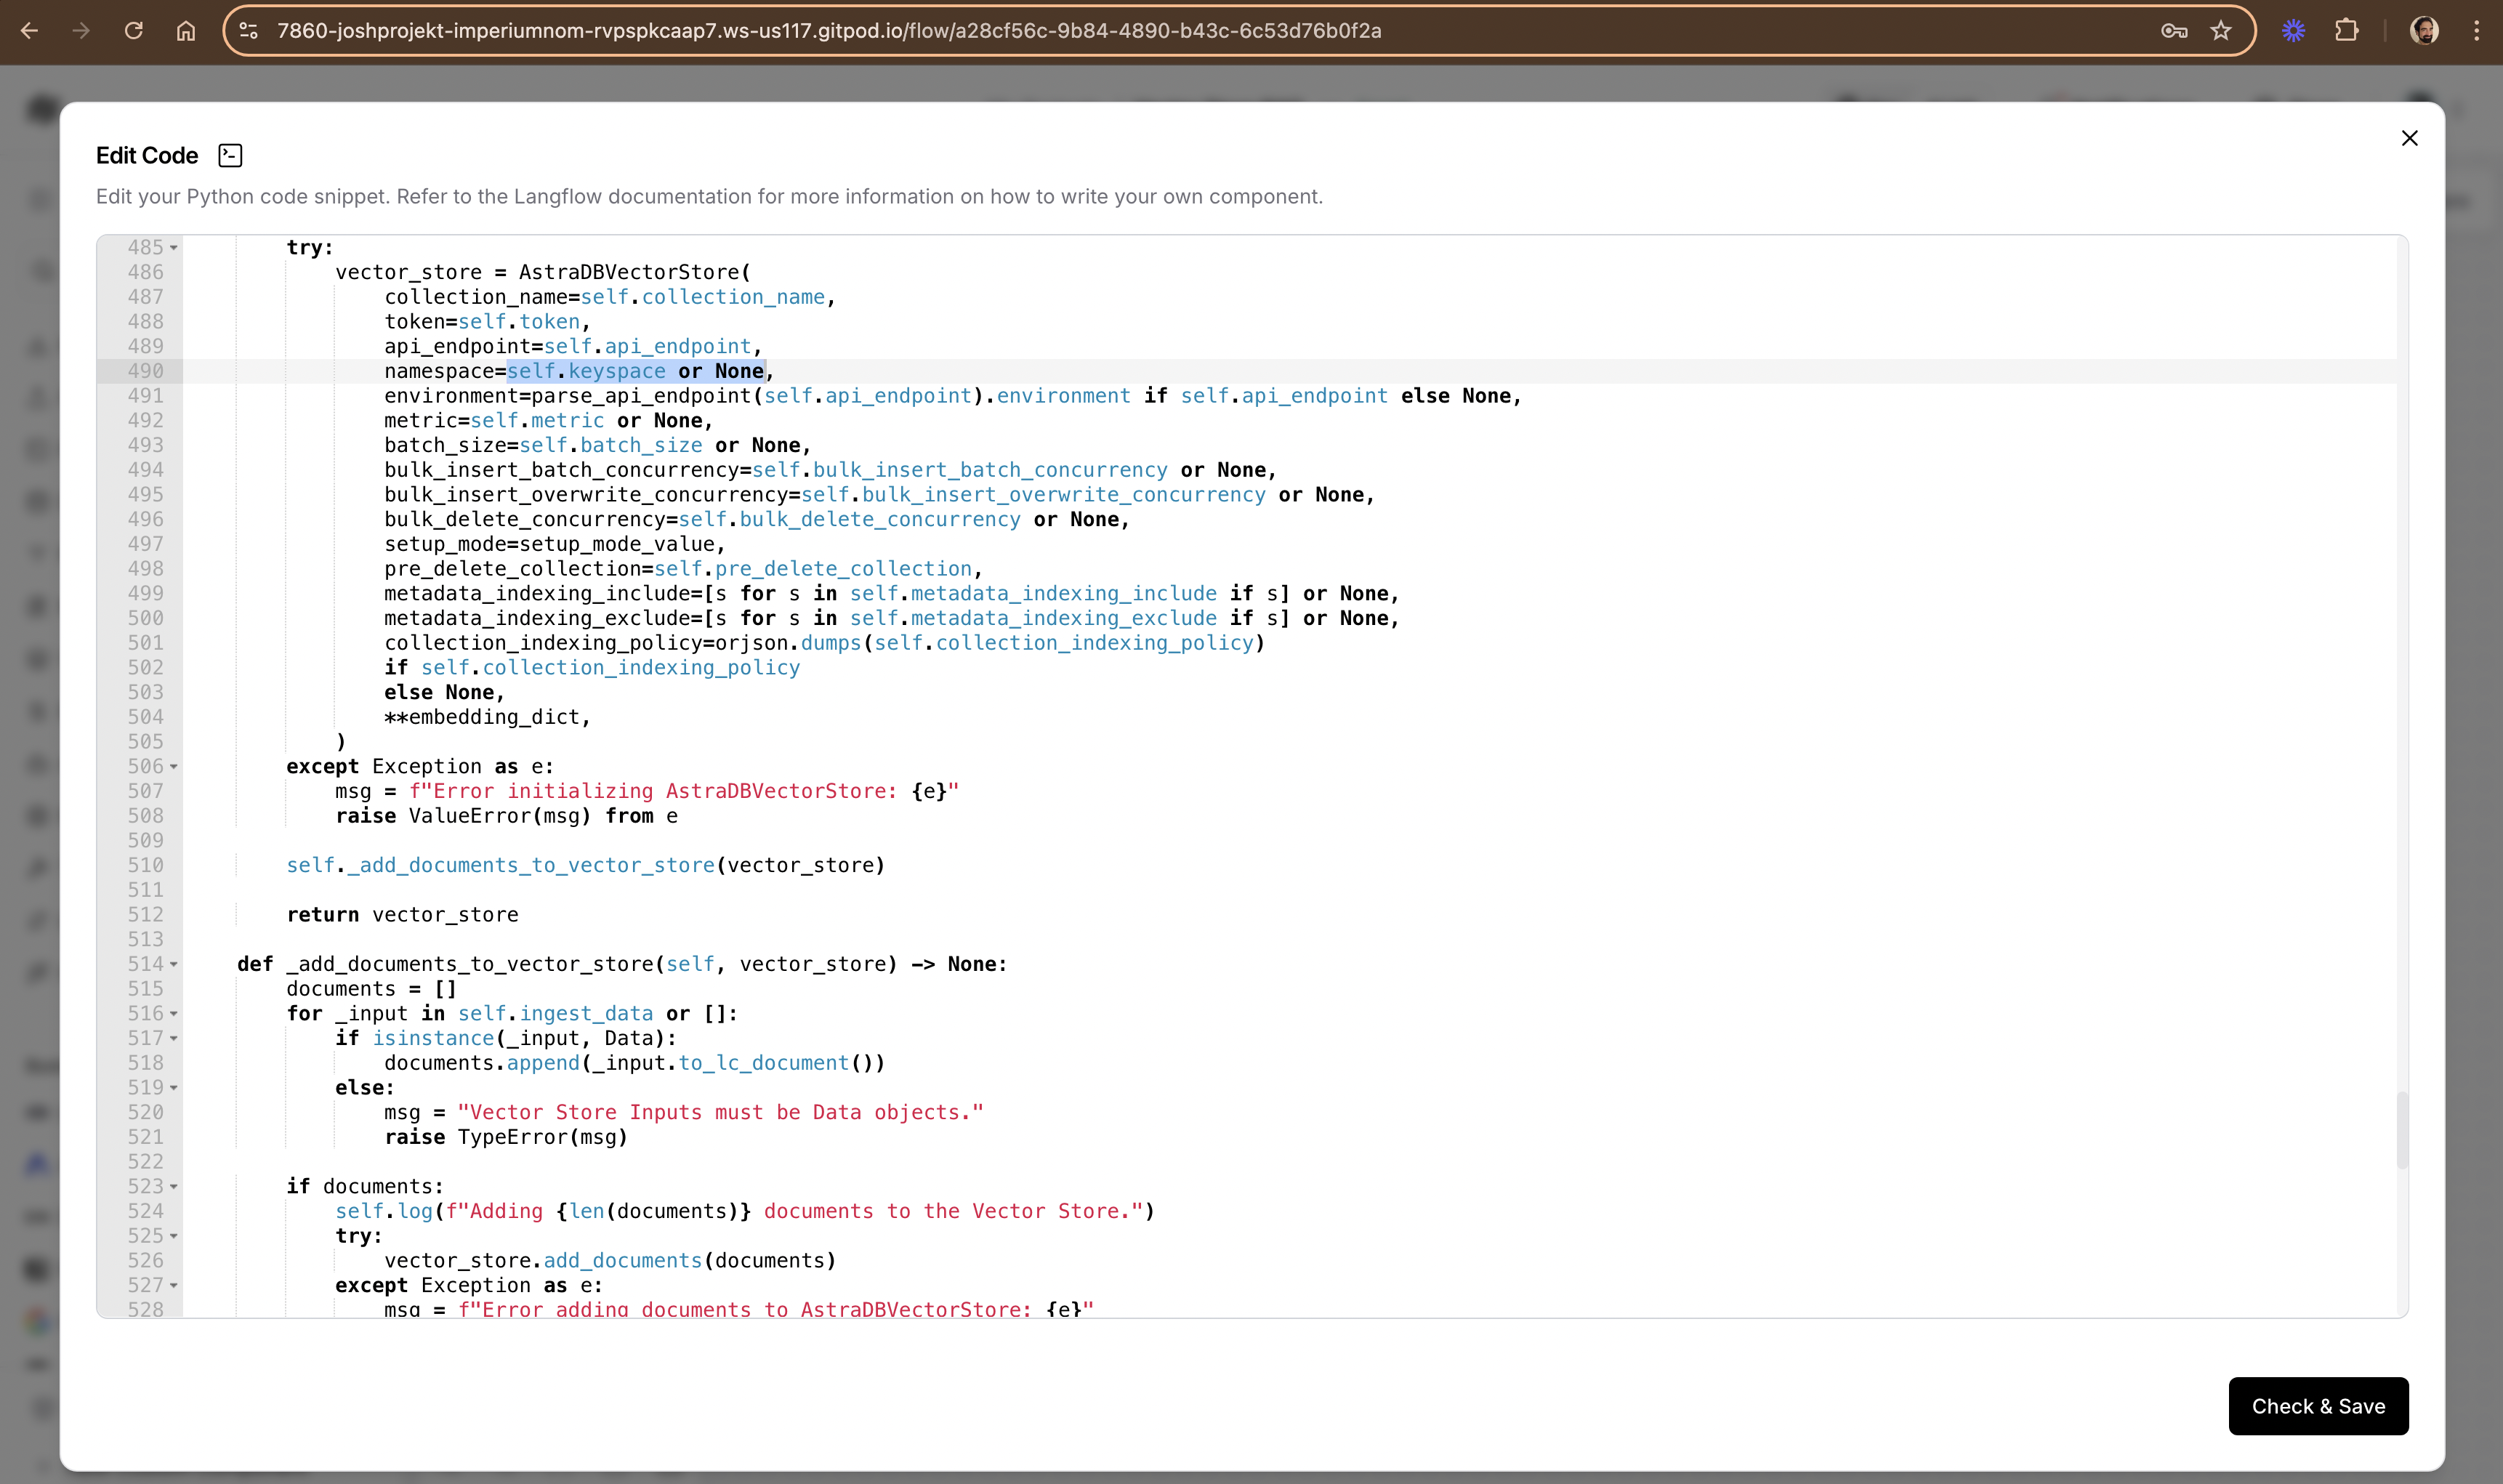 7860-joshprojekt-imperiumnom-rvpspkcaap7.ws-us117.gitpod.io/flow/a28cf56c-9b84-4890-b43c-6c53d76b0f2a
Edit Code
Edit your Python code snippet. Refer to the Langflow documentation for more information on how to write your own component.
485 try:
486 vector_store = AstraDBVectorStore(
487 collection_name=self.collection_name,
488 token=self.token,
489 api_endpoint=self.api_endpoint,
490 namespace=self.keyspace or None,
491 environment=parse_api_endpoint(self.api_endpoint).environment if self.api_endpoint else None,
492 metric=self.metric or None,
493 batch_size=self.batch_size or None,
494 bulk_insert_batch_concurrency=self.bulk_insert_batch_concurrency or None,
495 bulk_insert_overwrite_concurrency=self.bulk_insert_overwrite_concurrency or None,
496 bulk_delete_concurrency=self.bulk_delete_concurrency or None,
497 setup_mode=setup_mode_value,
498 pre_delete_collection=self.pre_delete_collection,
499 metadata_indexing_include=[s for s in self.metadata_indexing_include if s] or None,
500 metadata_indexing_exclude=[s for s in self.metadata_indexing_exclude if s] or None,
501 collection_indexing_policy=orjson.dumps(self.collection_indexing_policy)
502 if self.collection_indexing_policy
503 else None,
504 **embedding_dict,
505 )
506 except Exception as e:
507 msg = f"Error initializing AstraDBVectorStore: {e}"
508 raise ValueError(msg) from e
509
510 self._add_documents_to_vector_store(vector_store)
511
512 return vector_store
513
514 def _add_documents_to_vector_store(self, vector_store) -> None:
515 documents = []
516 for _input in self.ingest_data or []:
517 if isinstance(_input, Data):
518 documents.append(_input.to_lc_document())
519 else:
520 msg = "Vector Store Inputs must be Data objects."
521 raise TypeError(msg)
522
523 if documents:
524 self.log(f"Adding {len(documents)} documents to the Vector Store.")
525 try:
526 vector_store.add_documents(documents)
527 except Exception as e:
528 msg = f"Error adding documents to AstraDBVectorStore: {e}"
Check & Save